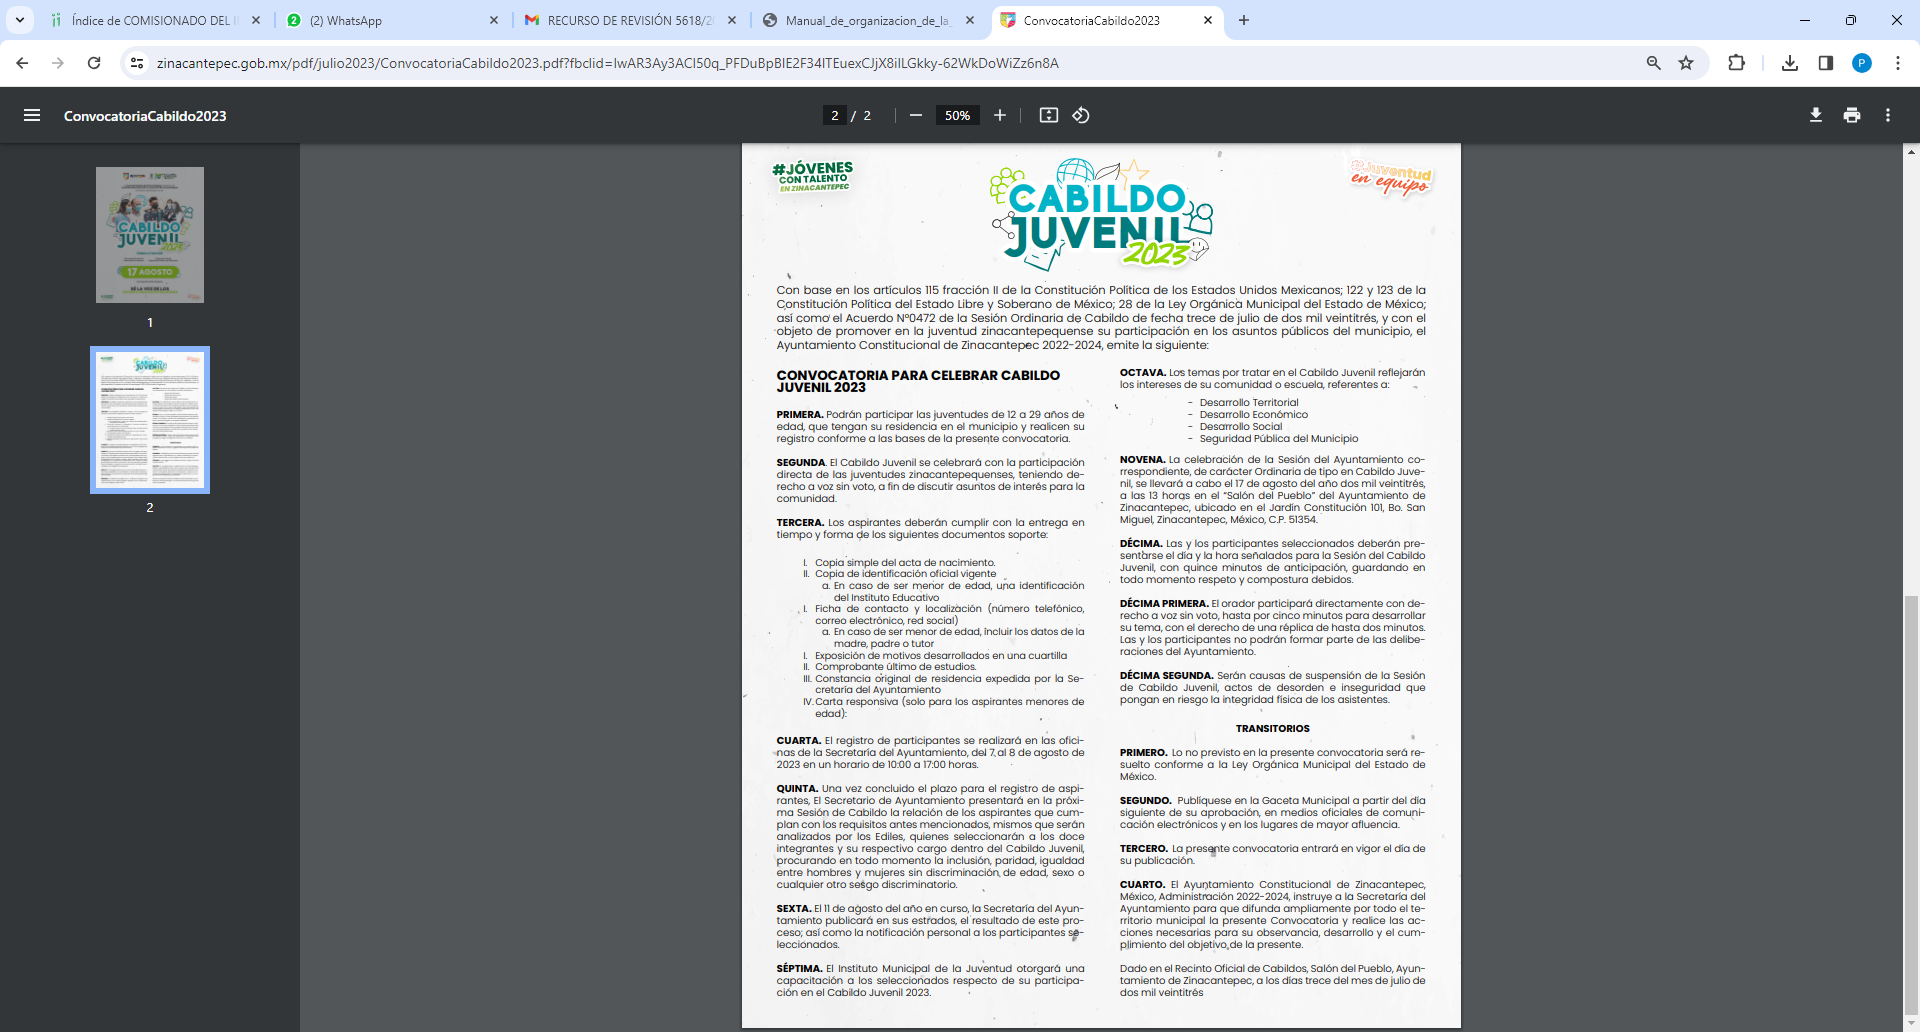 Índice de COMISIONADO DEL I
(2) WhatsApp
RECURSO DE REVISIÓN 5618/2
Manual_de_organizacion_de_la_
ConvocatoriaCabildo2023
zinacantepec.gob.mx/pdf/julio2023/ConvocatoriaCabildo2023.pdf?fbclid=IwAR3Ay3ACI50q_PFDuBpBIE2F34lTEuexCJjX8iILGkky-62WkDoWiZz6n8A
P
ConvocatoriaCabildo2023
2 / 2
50%
CABILDO
JUVENIL
17 AGOSTO
1
2
#JÓVENES
CON TALENTO
EN ZINACANTEPEC
CABILDO
JUVENIL
2023
#Juventud
en equipo
Con base en los artículos 115 fracción II de la Constitución Política de los Estados Unidos Mexicanos; 122 y 123 de la
Constitución Política del Estado Libre y Soberano de México; 28 de la Ley Orgánica Municipal del Estado de México;
así como el Acuerdo N°0472 de la Sesión Ordinaria de Cabildo de fecha trece de julio de dos mil veintitrés, y con el
objeto de promover en la juventud zinacantepequense su participación en los asuntos públicos del municipio, el
Ayuntamiento Constitucional de Zinacantepec 2022-2024, emite la siguiente:
CONVOCATORIA PARA CELEBRAR CABILDO
JUVENIL 2023
PRIMERA. Podrán participar las juventudes de 12 a 29 años de
edad, que tengan su residencia en el municipio y realicen su
registro conforme a las bases de la presente convocatoria.
SEGUNDA. El Cabildo Juvenil se celebrará con la participación
directa de las juventudes zinacantepequenses, teniendo de-
recho a voz sin voto, a fin de discutir asuntos de interés para la
comunidad.
TERCERA. Los aspirantes deberán cumplir con la entrega en
tiempo y forma de los siguientes documentos soporte:
I. Copia simple del acta de nacimiento.
II. Copia de identificación oficial vigente
a. En caso de ser menor de edad, una identificación
del Instituto Educativo
I. Ficha de contacto y localización (número telefónico,
correo electrónico, red social)
a. En caso de ser menor de edad, incluir los datos de la
madre, padre o tutor
I. Exposición de motivos desarrollados en una cuartilla
II. Comprobante último de estudios.
III. Constancia original de residencia expedida por la Se-
cretaría del Ayuntamiento
IV. Carta responsiva (solo para los aspirantes menores de
edad):
CUARTA. El registro de participantes se realizará en las ofici-
nas de la Secretaría del Ayuntamiento, del 7 al 8 de agosto de
2023 en un horario de 10:00 a 17:00 horas.
QUINTA. Una vez concluido el plazo para el registro de aspi-
rantes, El Secretario de Ayuntamiento presentará en la próxi-
ma Sesión de Cabildo la relación de los aspirantes que cum-
plan con los requisitos antes mencionados, mismos que serán
analizados por los Ediles, quienes seleccionarán a los doce
integrantes y su respectivo cargo dentro del Cabildo Juvenil,
procurando en todo momento la inclusión, paridad, igualdad
entre hombres y mujeres sin discriminación de edad, sexo o
cualquier otro sesgo discriminatorio.
SEXTA. El 11 de agosto del año en curso, la Secretaría del Ayun-
tamiento publicará en sus estrados, el resultado de este pro-
ceso; así como la notificación personal a los participantes se-
leccionados.
SÉPTIMA. El Instituto Municipal de la Juventud otorgará una
capacitación a los seleccionados respecto de su participa-
ción en el Cabildo Juvenil 2023.
OCTAVA. Los temas por tratar en el Cabildo Juvenil reflejarán
los intereses de su comunidad o escuela, referentes a:
- Desarrollo Territorial
- Desarrollo Económico
- Desarrollo Social
- Seguridad Pública del Municipio
NOVENA. La celebración de la Sesión del Ayuntamiento co-
rrespondiente, de carácter Ordinaria de tipo en Cabildo Juve-
nil, se llevará a cabo el 17 de agosto del año dos mil veintitrés,
a las 13 horas en el “Salón del Pueblo” del Ayuntamiento de
Zinacantepec, ubicado en el Jardín Constitución 101, Bo. San
Miguel, Zinacantepec, México, C.P. 51354.
DÉCIMA. Las y los participantes seleccionados deberán pre-
sentarse el día y la hora señalados para la Sesión del Cabildo
Juvenil, con quince minutos de anticipación, guardando en
todo momento respeto y compostura debidos.
DÉCIMA PRIMERA. El orador participará directamente con de-
recho a voz sin voto, hasta por cinco minutos para desarrollar
su tema, con el derecho de una réplica de hasta dos minutos.
Las y los participantes no podrán formar parte de las delibe-
raciones del Ayuntamiento.
DÉCIMA SEGUNDA. Serán causas de suspensión de la Sesión
de Cabildo Juvenil, actos de desorden e inseguridad que
pongan en riesgo la integridad física de los asistentes.
TRANSITORIOS
PRIMERO. Lo no previsto en la presente convocatoria será re-
suelto conforme a la Ley Orgánica Municipal del Estado de
México.
SEGUNDO. Publíquese en la Gaceta Municipal a partir del día
siguiente de su aprobación, en medios oficiales de comuni-
cación electrónicos y en los lugares de mayor afluencia.
TERCERO. La presente convocatoria entrará en vigor el día de
su publicación.
CUARTO. El Ayuntamiento Constitucional de Zinacantepec,
México, Administración 2022-2024, instruye a la Secretaría del
Ayuntamiento para que difunda ampliamente por todo el te-
rritorio municipal la presente Convocatoria y realice las ac-
ciones necesarias para su observancia, desarrollo y el cum-
plimiento del objetivo de la presente.
Dado en el Recinto Oficial de Cabildos, Salón del Pueblo, Ayun-
tamiento de Zinacantepec, a los días trece del mes de julio de
dos mil veintitrés